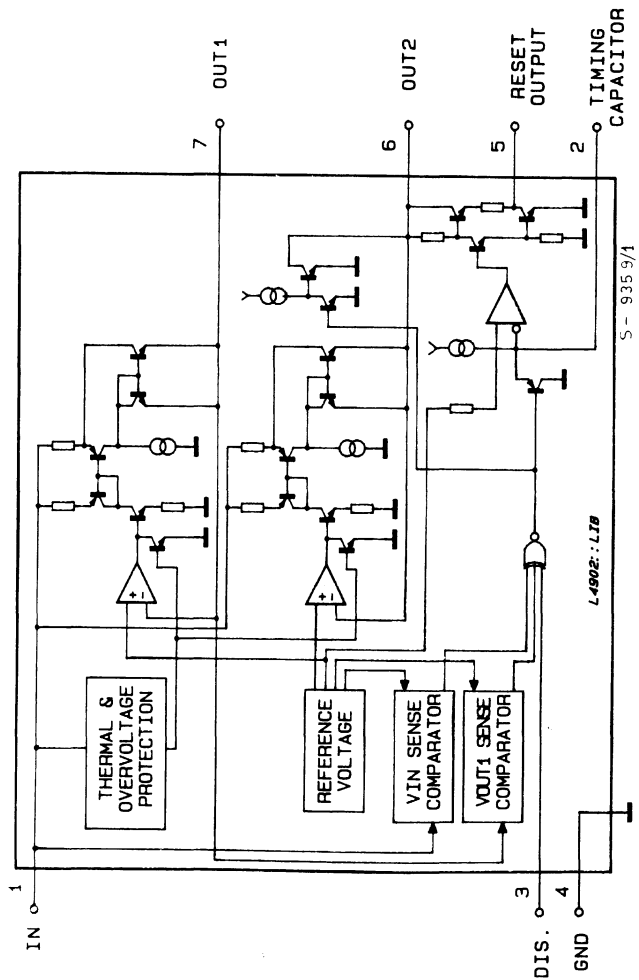 IN
1
THERMAL &
OVERVOLTAGE
PROTECTION
REFERENCE
VOLTAGE
VIN SENSE
COMPARATOR
VOUT1 SENSE
COMPARATOR
DIS.
3
GND
4
+
-
+
-
7
OUT1
6
OUT2
5
RESET
OUTPUT
2
TIMING
CAPACITOR
L4902::LIB
S-9359/1